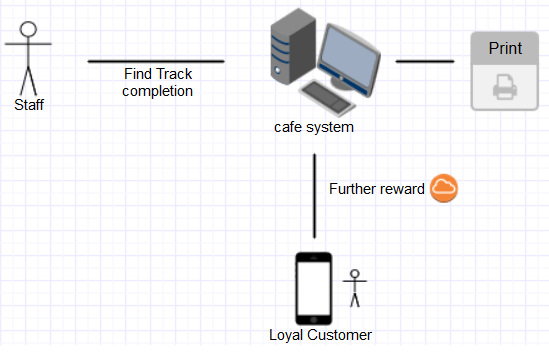 Print
Find Track
completion
Staff
cafe system
Further reward
Loyal Customer